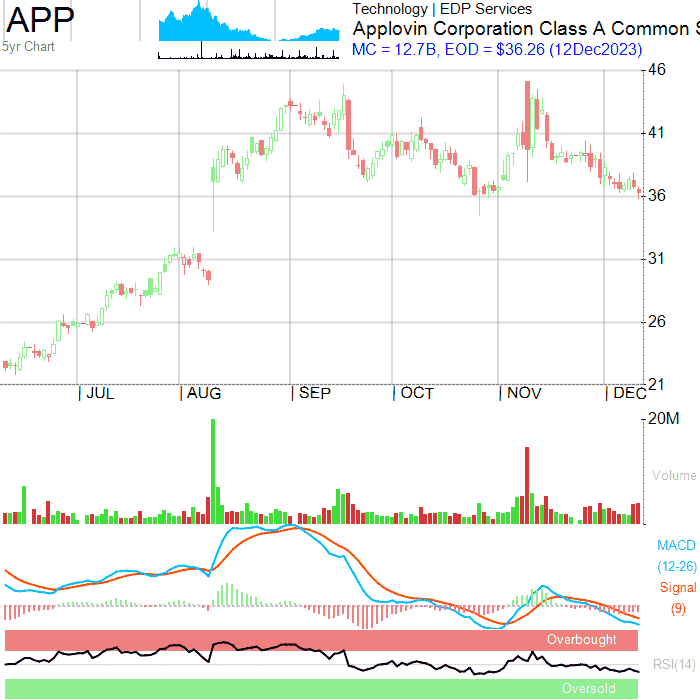 APP
5yr Chart
Technology | EDP Services
Applovin Corporation Class A Common S
MC = 12.7B, EOD = $36.26 (12Dec2023)
46
41
36
31
26
21
JUL
AUG
SEP
OCT
NOV
DEC
20M
Volume
MACD
(12-26)
Signal
(9)
Overbought
RSI(14)
Oversold